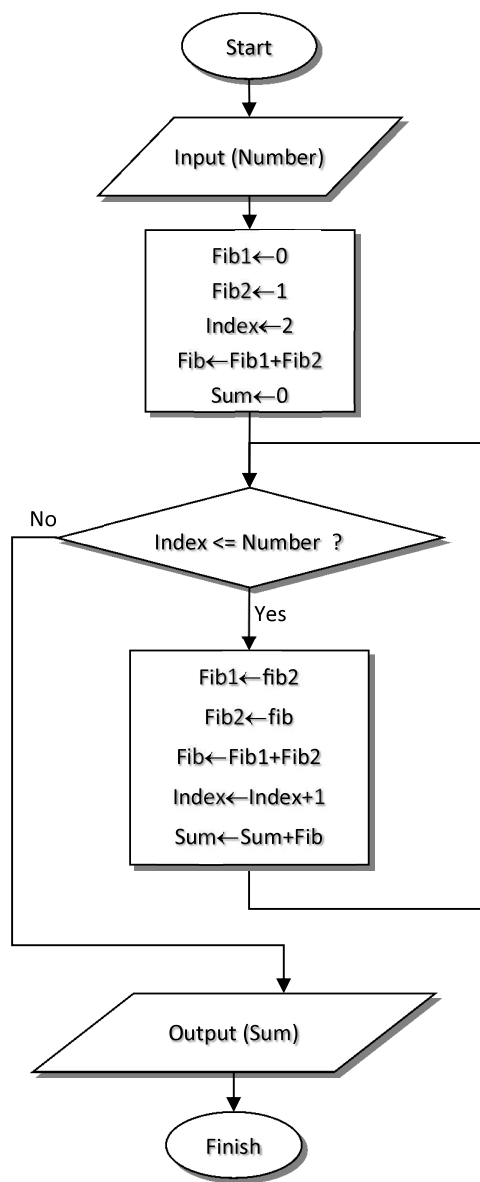 Start
Input (Number)
Fib1←0
Fib2←1
Index←2
Fib←Fib1+Fib2
Sum←0
No
Index <= Number ?
Yes
Fib1←fib2
Fib2←fib
Fib←Fib1+Fib2
Index←Index+1
Sum←Sum+Fib
Output (Sum)
Finish